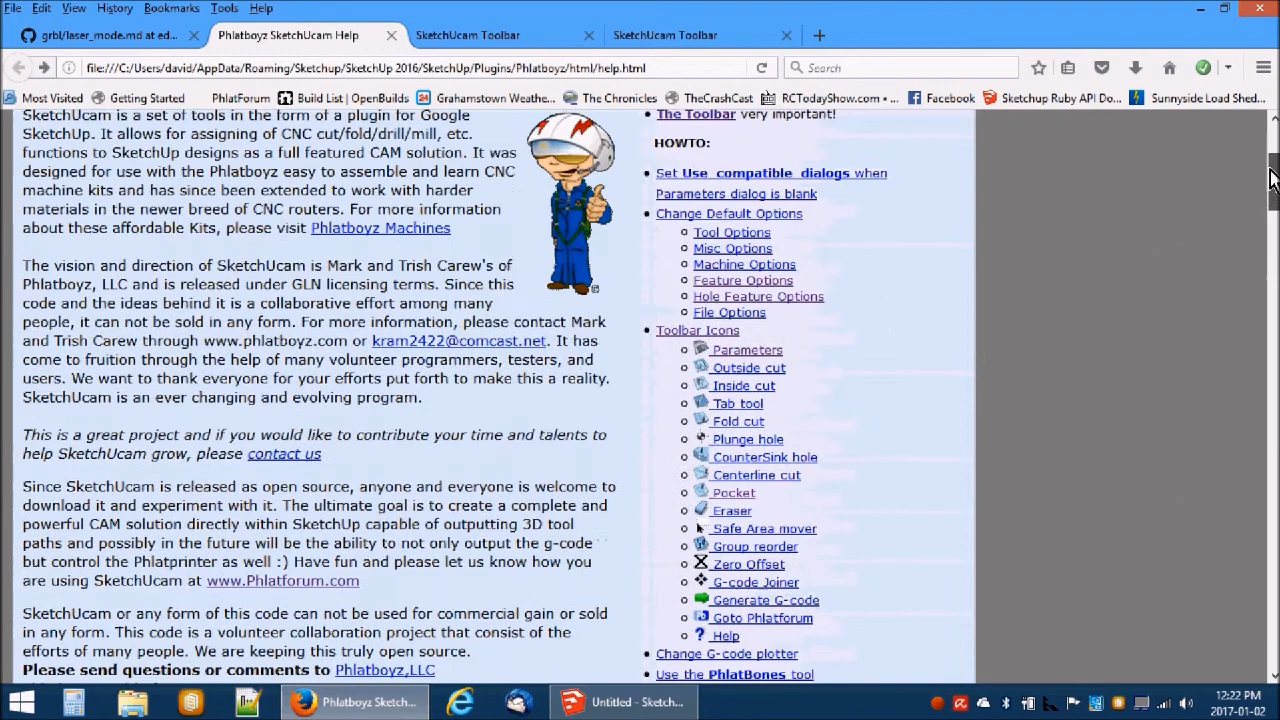 File Edit View History Bookmarks Tools Help
grbl/laser_mode.md at ed... Phlatboyz SketchUcam Help SketchUcam Toolbar SketchUcam Toolbar
file:///C:/Users/david/AppData/Roaming/Sketchup/SketchUp 2016/SketchUp/Plugins/Phlatboyz/html/help.html Search
Most Visited Getting Started PhlatForum Build List | OpenBuilds Grahamstown Weathe... The Chronicles TheCrashCast RCTodayShow.com •... Facebook Sketchup Ruby API Do... Sunnyside Load Shed...
SketchUcam is a set of tools in the form of a plugin for Google
SketchUp. It allows for assigning of CNC cut/fold/drill/mill, etc.
functions to SketchUp designs as a full featured CAM solution. It was
designed for use with the Phlatboyz easy to assemble and learn CNC
machine kits and has since been extended to work with harder
materials in the newer breed of CNC routers. For more information
about these affordable Kits, please visit Phlatboyz Machines
The vision and direction of SketchUcam is Mark and Trish Carew's of
Phlatboyz, LLC and is released under GLN licensing terms. Since this
code and the ideas behind it is a collaborative effort among many
people, it can not be sold in any form. For more information, please contact Mark
and Trish Carew through www.phlatboyz.com or kram2422@comcast.net. It has
come to fruition through the help of many volunteer programmers, testers, and
users. We want to thank everyone for your efforts put forth to make this a reality.
SketchUcam is an ever changing and evolving program.
This is a great project and if you would like to contribute your time and talents to
help SketchUcam grow, please contact us
Since SketchUcam is released as open source, anyone and everyone is welcome to
download it and experiment with it. The ultimate goal is to create a complete and
powerful CAM solution directly within SketchUp capable of outputting 3D tool
paths and possibly in the future will be the ability to not only output the g-code
but control the Phlatprinter as well :) Have fun and please let us know how you
are using SketchUcam at www.Phlatforum.com
SketchUcam or any form of this code can not be used for commercial gain or sold
in any form. This code is a volunteer collaboration project that consist of the
efforts of many people. We are keeping this truly open source.
Please send questions or comments to Phlatboyz,LLC
The Toolbar very important!
HOWTO:
Set Use_compatible_dialogs when
Parameters dialog is blank
Change Default Options
Tool Options
Misc Options
Machine Options
Feature Options
Hole Feature Options
File Options
Toolbar Icons
Parameters
Outside cut
Inside cut
Tab tool
Fold cut
Plunge hole
CounterSink hole
Centerline cut
Pocket
Eraser
Safe Area mover
Group reorder
Zero Offset
G-code Joiner
Generate G-code
Goto Phlatforum
? Help
Change G-code plotter
Use the PhlatBones tool
Phlatboyz Sketc... Untitled - Sketch... 12:22 PM
2017-01-02